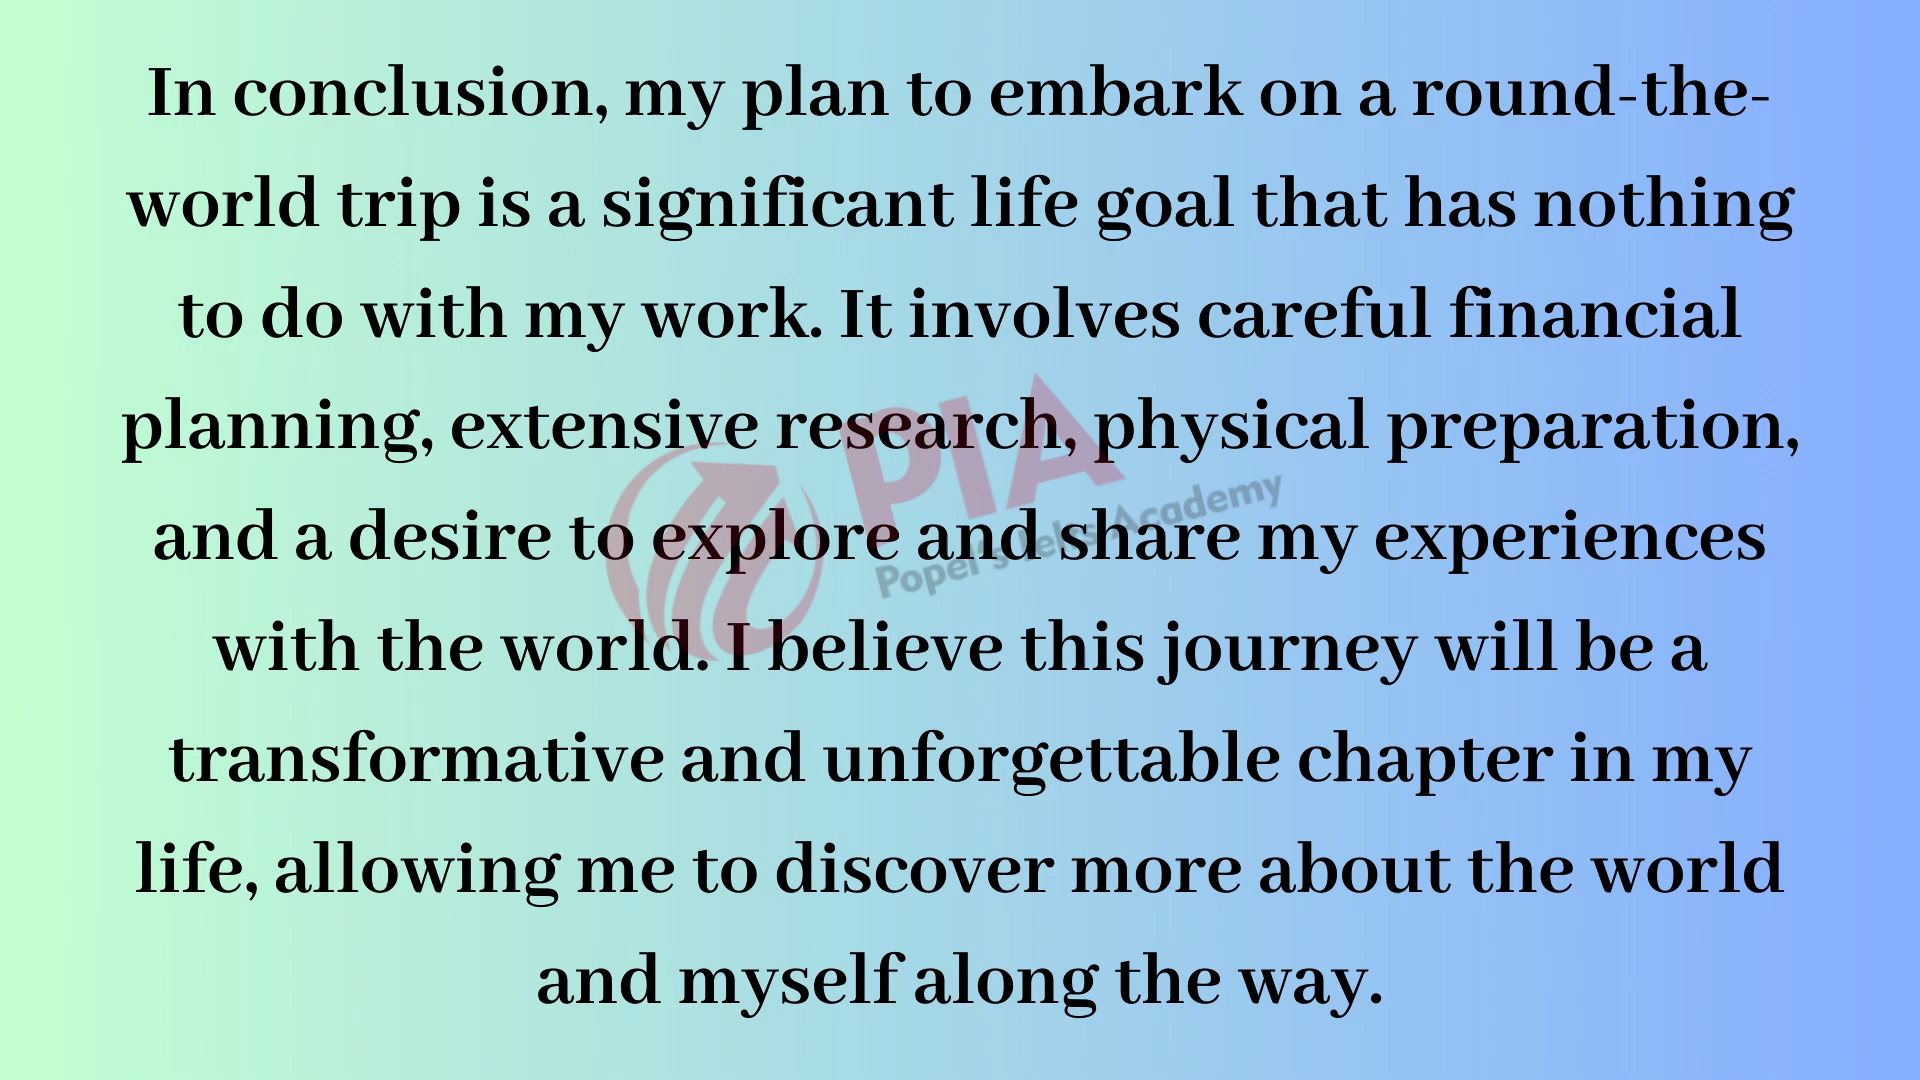 In conclusion, my plan to embark on a round-the-
world trip is a significant life goal that has nothing
to do with my work. It involves careful financial
planning, extensive research, physical preparation,
and a desire to explore and share my experiences
with the world. I believe this journey will be a
transformative and unforgettable chapter in my
life, allowing me to discover more about the world
and myself along the way.
PIA
Popel's Ielts Academy